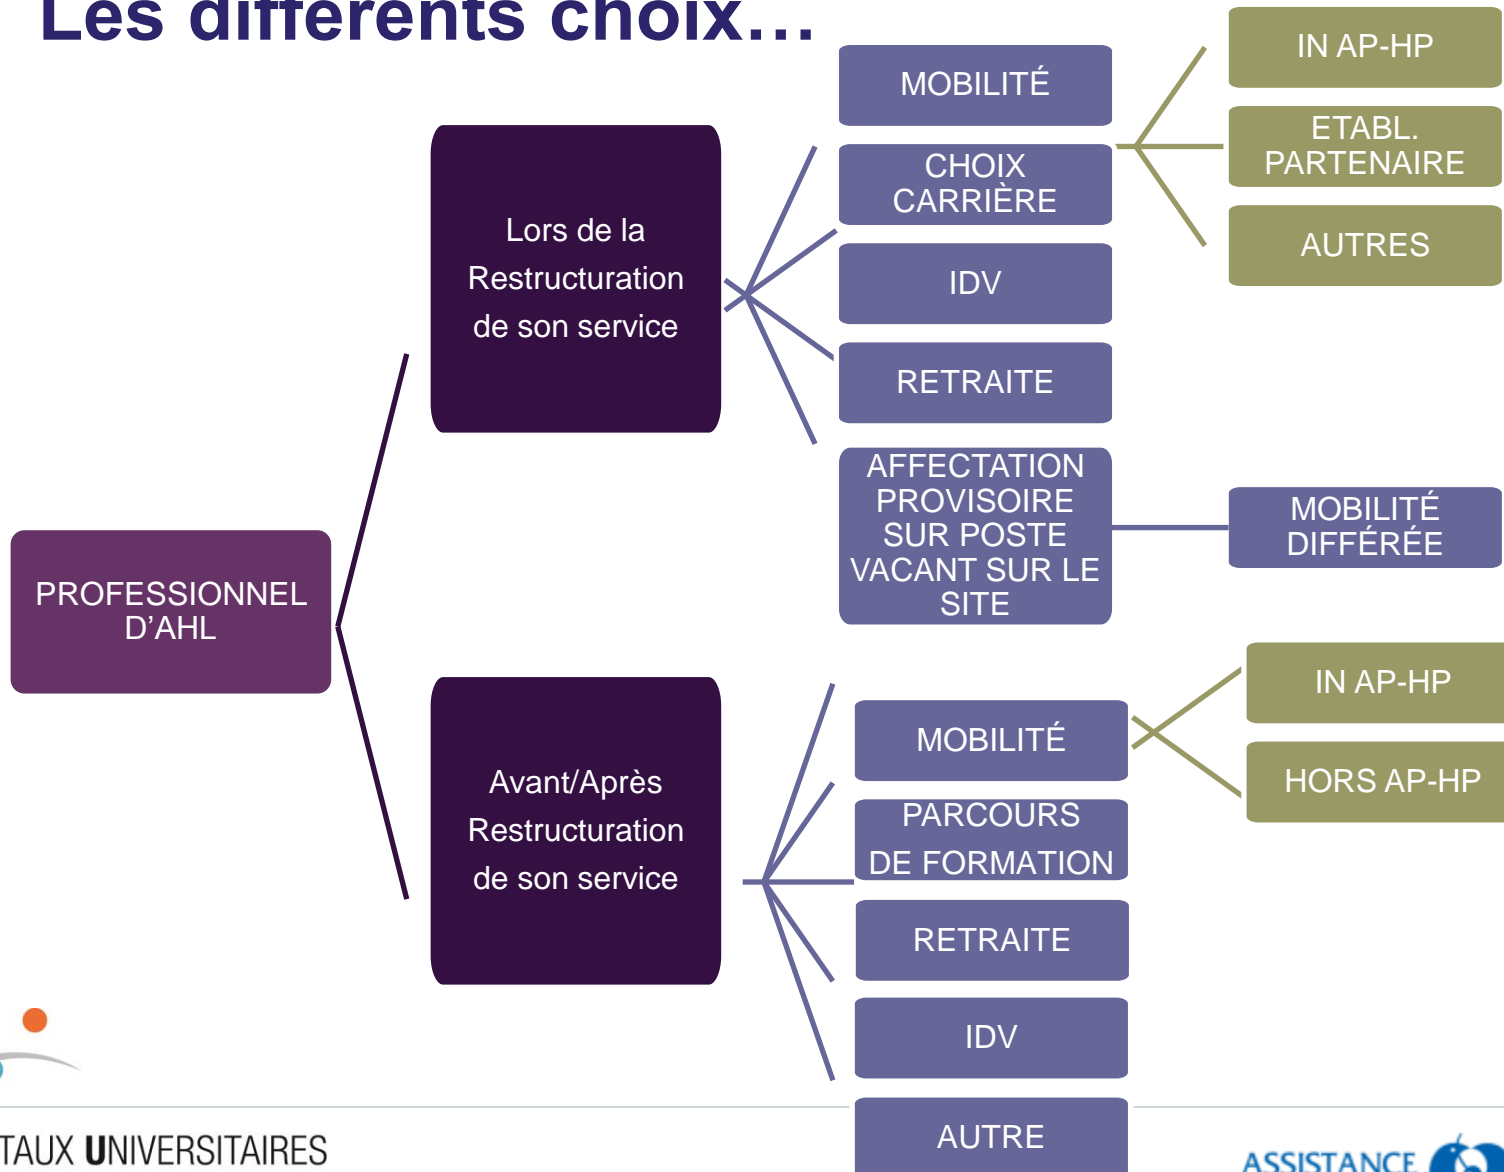 Les différents choix…
PROFESSIONNEL
D’AHL
Lors de la
Restructuration
de son service
MOBILITÉ
CHOIX
CARRIÈRE
IDV
RETRAITE
AFFECTATION
PROVISOIRE
SUR POSTE
VACANT SUR LE
SITE
IN AP-HP
ETABL.
PARTENAIRE
AUTRES
MOBILITÉ
DIFFÉRÉE
Avant/Après
Restructuration
de son service
MOBILITÉ
PARCOURS
DE FORMATION
RETRAITE
IDV
AUTRE
IN AP-HP
HORS AP-HP
TAUX UNIVERSITAIRES
ASSISTANCE